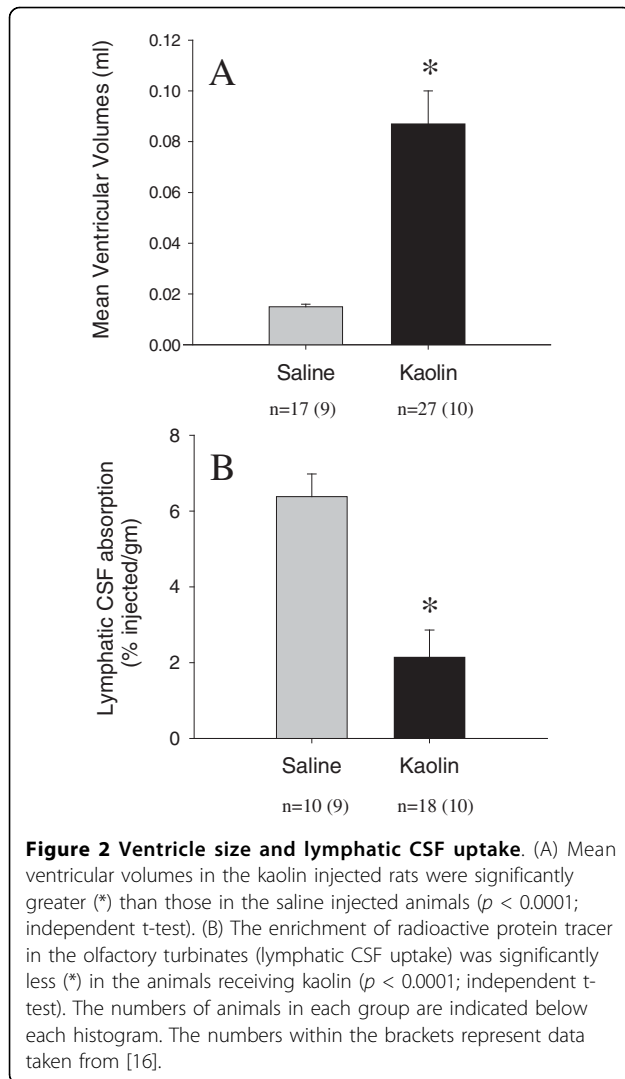 0.12
A
*
0.10
0.08
0.06
0.04
0.02
0.00
Mean Ventricular Volumes (ml)
Saline Kaolin
n=17 (9) n=27 (10)
8
B
6
*
4
2
0
Lymphatic CSF absorption
(% injected/gm)
Saline Kaolin
n=10 (9) n=18 (10)
Figure 2 Ventricle size and lymphatic CSF uptake. (A) Mean
ventricular volumes in the kaolin injected rats were significantly
greater (*) than those in the saline injected animals (p < 0.0001;
independent t-test). (B) The enrichment of radioactive protein tracer
in the olfactory turbinates (lymphatic CSF uptake) was significantly
less (*) in the animals receiving kaolin (p < 0.0001; independent t-
test). The numbers of animals in each group are indicated below
each histogram. The numbers within the brackets represent data
taken from [16].